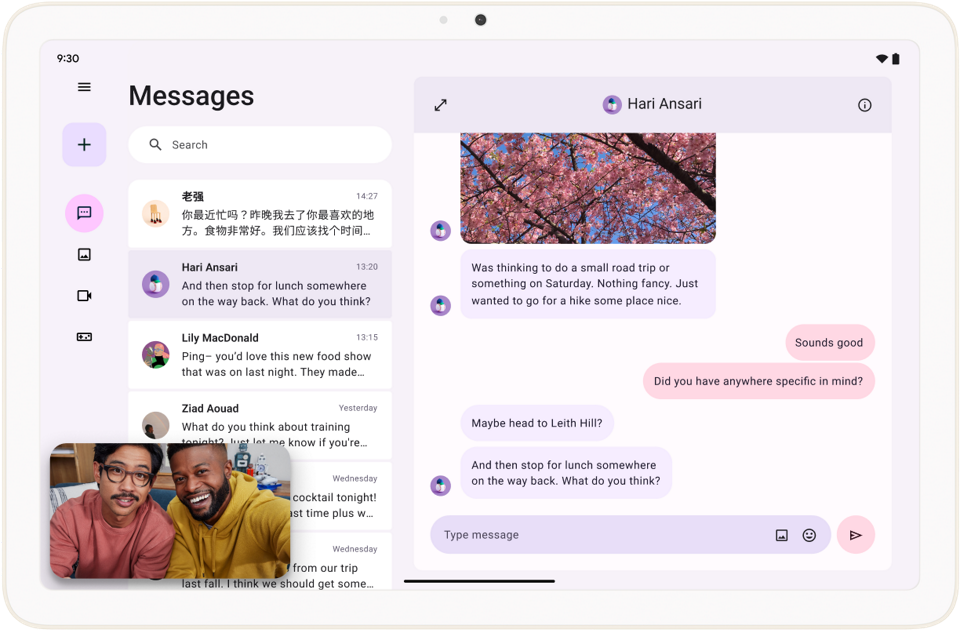 9:30
Messages
Search
老强
14:27
你最近忙吗？昨晚我去了你最喜欢的地
方。食物非常好。我们应该找个时间...
Hari Ansari
13:20
And then stop for lunch somewhere
on the way back. What do you think?
Lily MacDonald
13:15
Ping– you’d love this new food show
that was on last night. They made...
Ziad Aouad
Yesterday
What do you think about training
tonight? Just let me know if you're...
Wednesday
cocktail tonight!
ast time plus w...
Wednesday
from our trip
last fall. I think we should get some...
Hari Ansari
Was thinking to do a small road trip or
something on Saturday. Nothing fancy. Just
wanted to go for a hike some place nice.
Sounds good
Did you have anywhere specific in mind?
Maybe head to Leith Hill?
And then stop for lunch somewhere
on the way back. What do you think?
Type message